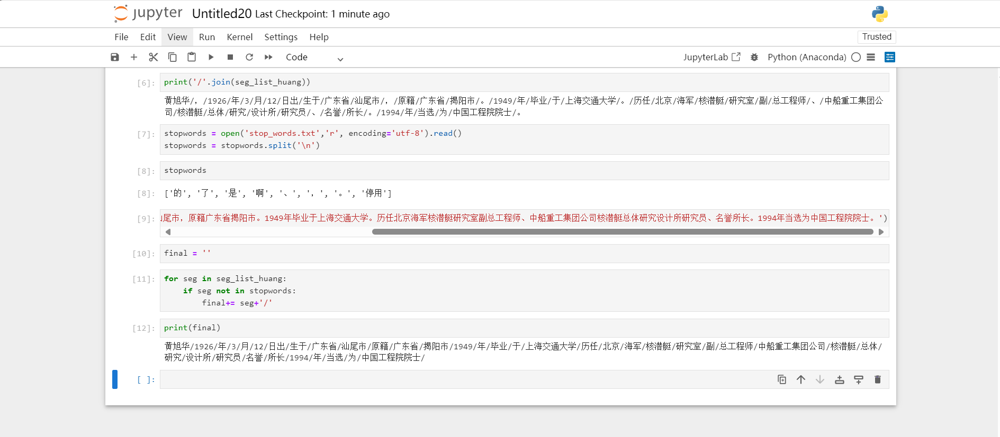 jupyter Untitled20 Last Checkpoint: 1 minute ago
File Edit View Run Kernel Settings Help Trusted
Code JupyterLab Python (Anaconda)
[6]: print('/'.join(seg_list_huang))
黄旭华/，/1926/年/3/月/12/日出/生于/广东省/汕尾市/，/原籍/广东省/揭阳市/。/1949/年/毕业/于/上海交通大学/。/历任/北京/海军/核潜艇/研究室/副/总工程师/、/中船重工集团公
司/核潜艇/总体/研究/设计所/研究员/、/名誉/所长/。/1994/年/当选/为/中国工程院院士/。
[7]: stopwords = open('stop_words.txt','r', encoding='utf-8').read()
stopwords = stopwords.split('\n')
[8]: stopwords
[8]: ['的', '了', '是', '啊', '、', '，', '。', '停用']
[9]: 尾市，原籍广东省揭阳市。1949年毕业于上海交通大学。历任北京海军核潜艇研究室副总工程师、中船重工集团公司核潜艇总体研究设计所研究员、名誉所长。1994年当选为中国工程院院士。')
[10]: final = ''
[11]: for seg in seg_list_huang:
if seg not in stopwords:
final+= seg+'/'
[12]: print(final)
黄旭华/1926/年/3/月/12/日出/生于/广东省/汕尾市/原籍/广东省/揭阳市/1949/年/毕业/于/上海交通大学/历任/北京/海军/核潜艇/研究室/副/总工程师/中船重工集团公司/核潜艇/总体/
研究/设计所/研究员/名誉/所长/1994/年/当选/为/中国工程院院士/
[ ]: